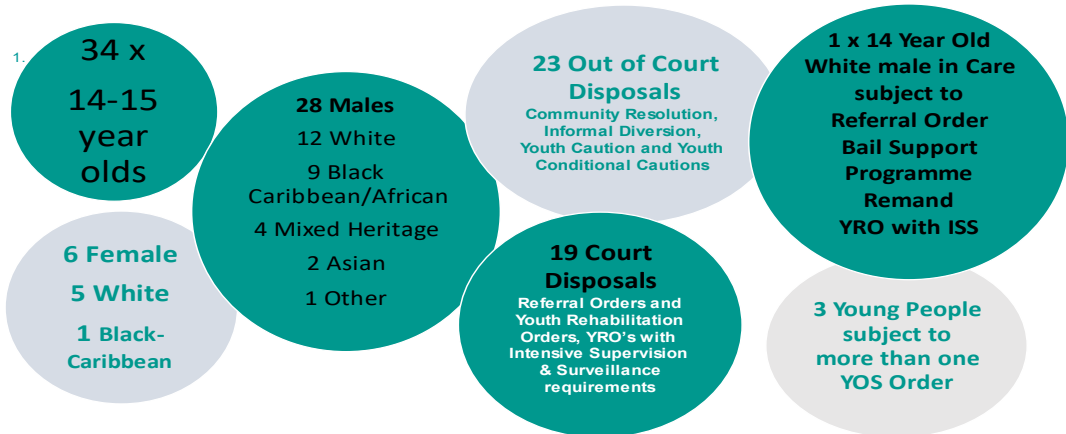 1.
34 x
14-15
year
olds
28 Males
12 White
9 Black
Caribbean/African
4 Mixed Heritage
2 Asian
1 Other
6 Female
5 White
1 Black-
Caribbean
23 Out of Court
Disposals
Community Resolution,
Informal Diversion,
Youth Caution and Youth
Conditional Cautions
19 Court
Disposals
Referral Orders and
Youth Rehabilitation
Orders, YRO's with
Intensive Supervision
& Surveillance
requirements
1 x 14 Year Old
White male in Care
subject to
Referral Order
Bail Support
Programme
Remand
YRO with ISS
3 Young People
subject to
more than one
YOS Order